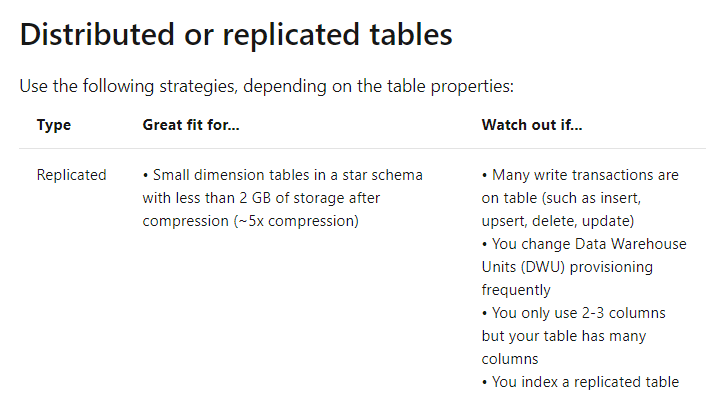 Distributed or replicated tables
Use the following strategies, depending on the table properties:
Type
Great fit for...
Watch out if...
Replicated
• Small dimension tables in a star schema
with less than 2 GB of storage after
compression (~5x compression)
• Many write transactions are
on table (such as insert,
upsert, delete, update)
• You change Data Warehouse
Units (DWU) provisioning
frequently
• You only use 2-3 columns
but your table has many
columns
• You index a replicated table